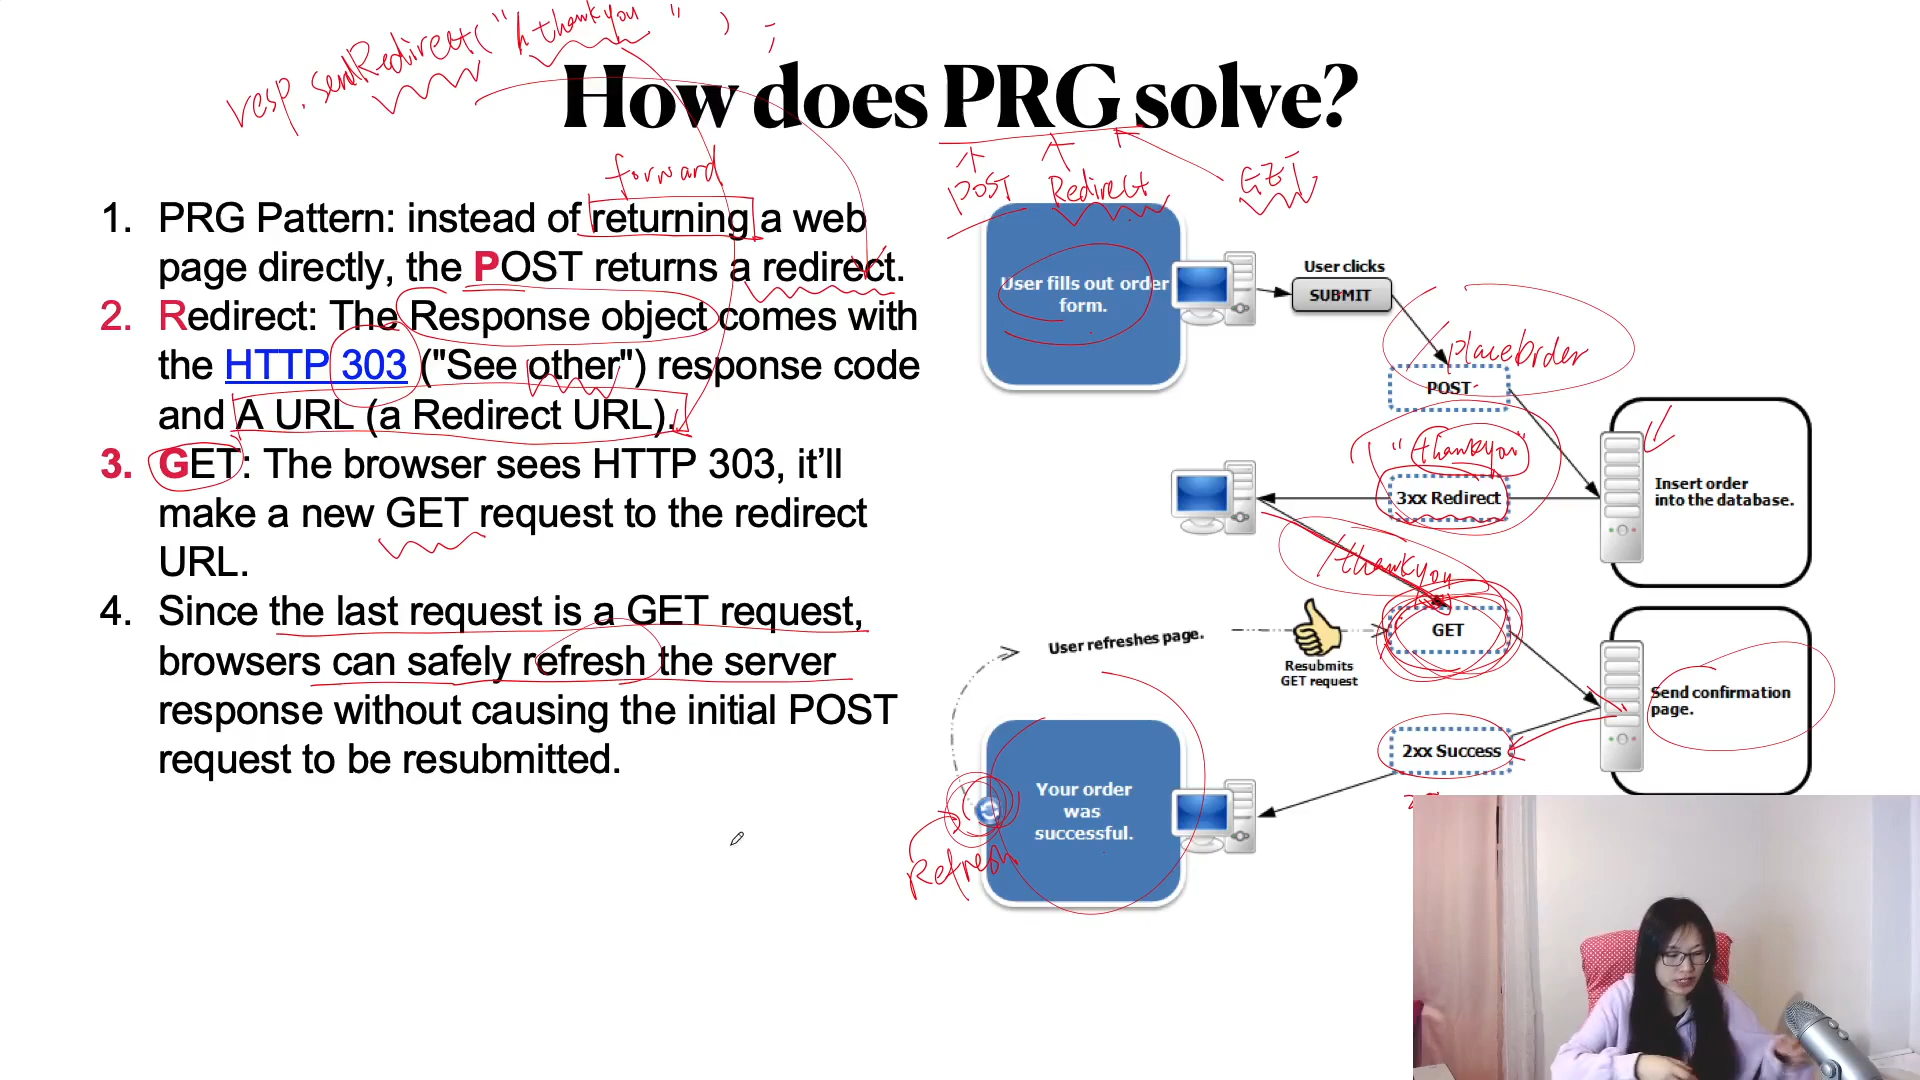 resp.sendRedirect("/thankyou");
How does PRG solve?
POST
Redirect
GET
forward
1. PRG Pattern: instead of returning a web
page directly, the POST returns a redirect.
2. Redirect: The Response object comes with
the HTTP 303 ("See other") response code
and A URL (a Redirect URL).
3. GET: The browser sees HTTP 303, it’ll
make a new GET request to the redirect
URL.
4. Since the last request is a GET request,
browsers can safely refresh the server
response without causing the initial POST
request to be resubmitted.
User fills out order
form.
User clicks
SUBMIT
/placeOrder
POST
"thankyou"
3xx Redirect
Insert order
into the database.
/thankyou
User refreshes page.
Resubmits
GET request
GET
Send confirmation
page.
2xx Success
Your order
was
successful.
Refresh